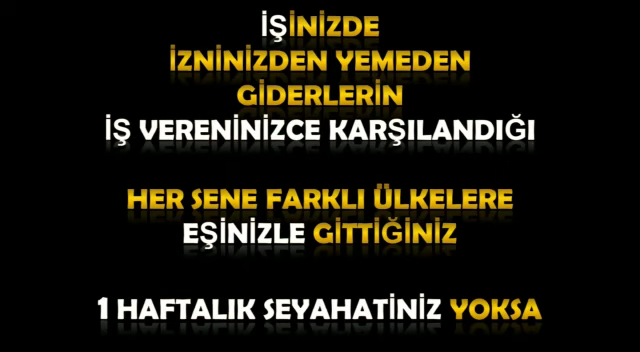 İŞİNİZDE
İZNİNİZDEN YEMEDEN
GİDERLERİN
İŞ VERENİNİZCE KARŞILANDIĞI
HER SENE FARKLI ÜLKELERE
EŞİNİZLE GİTTİĞİNİZ
1 HAFTALIK SEYAHATİNİZ YOKSA